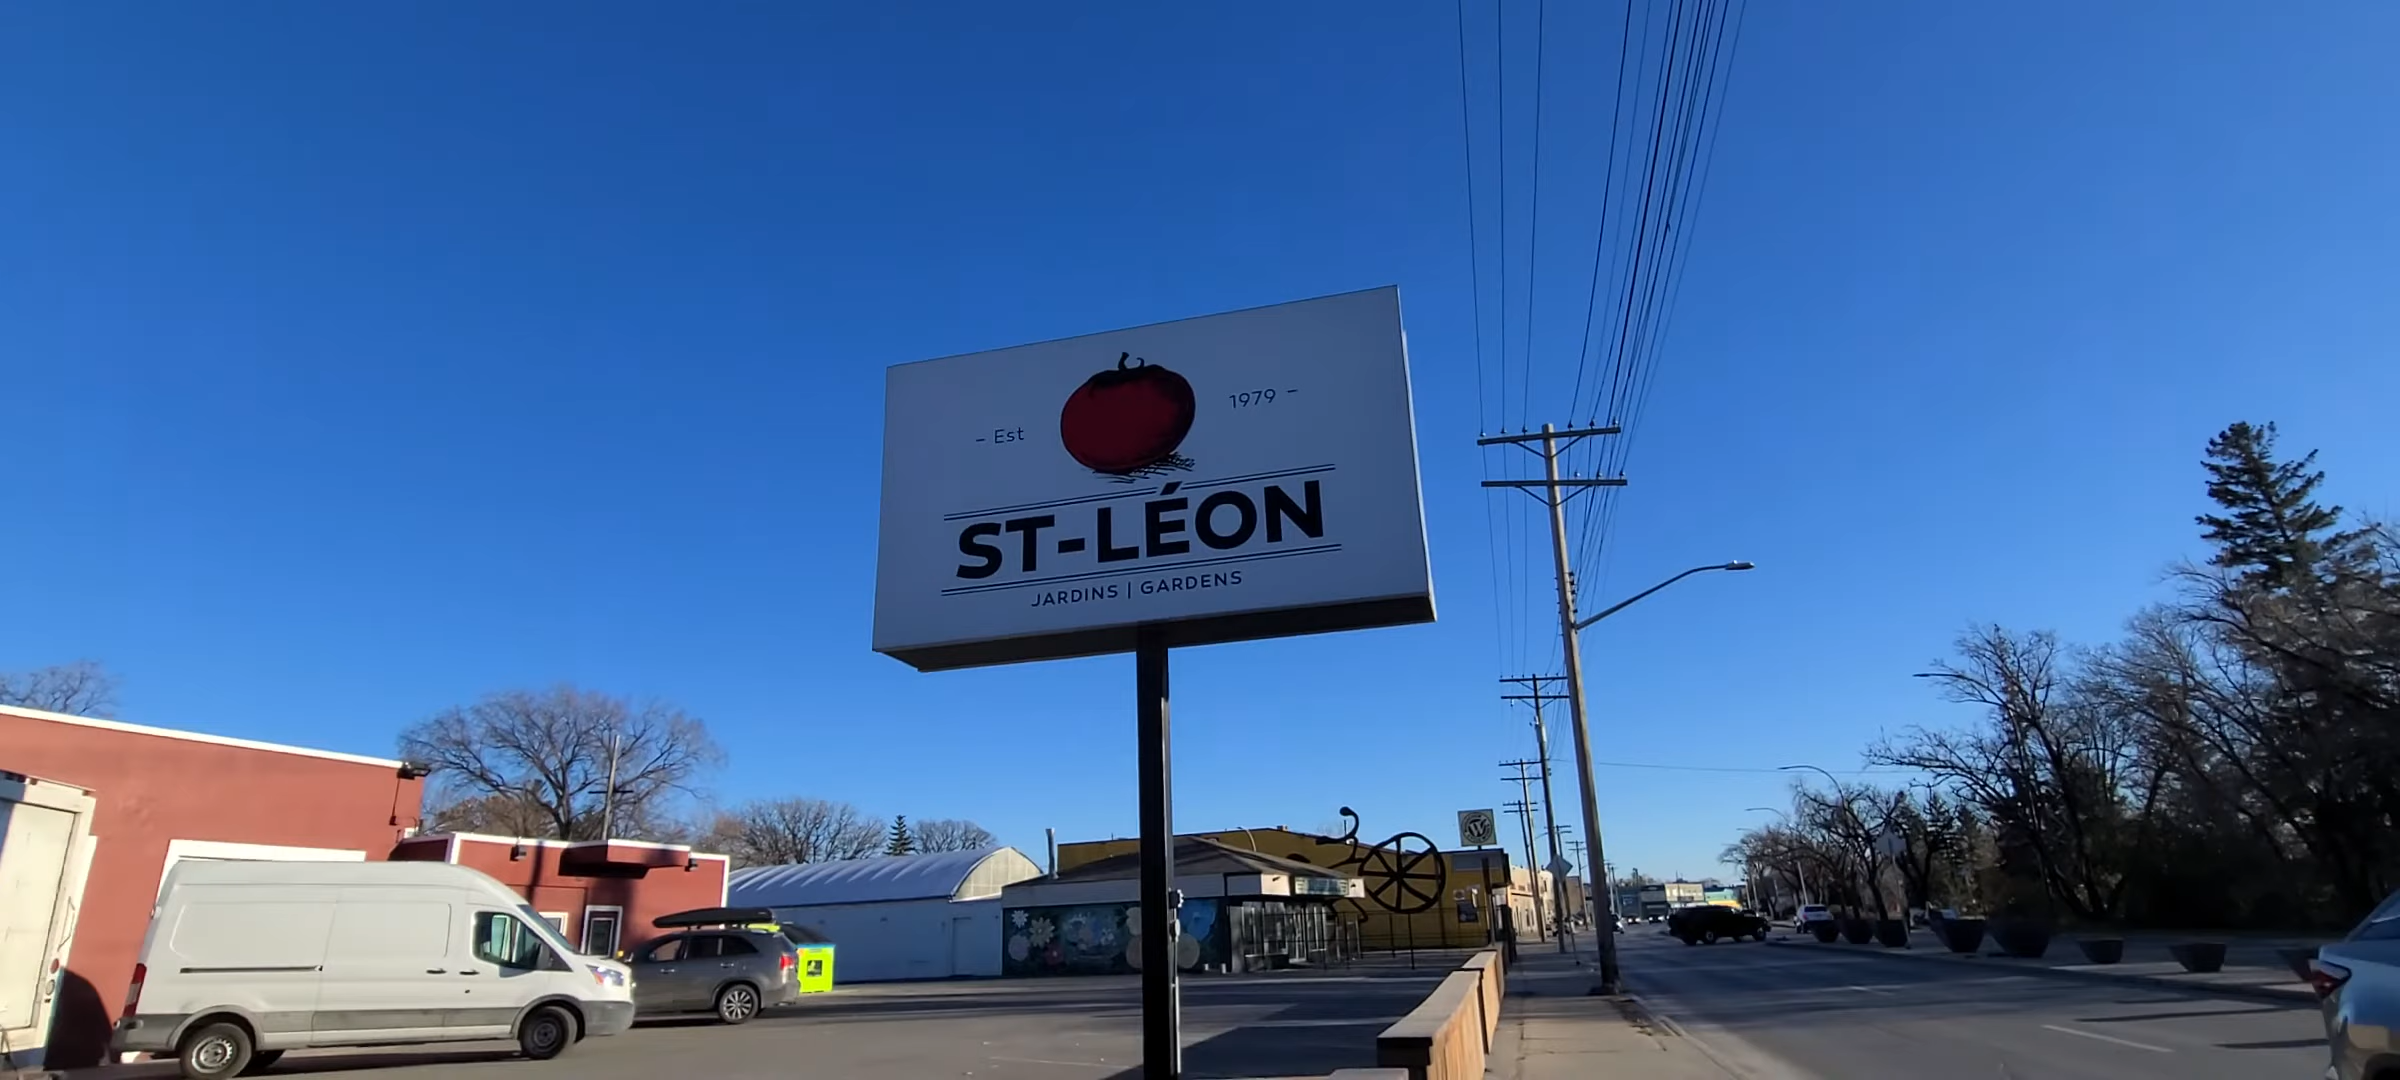 – Est
1979 –
ST-LÉON
JARDINS | GARDENS
W